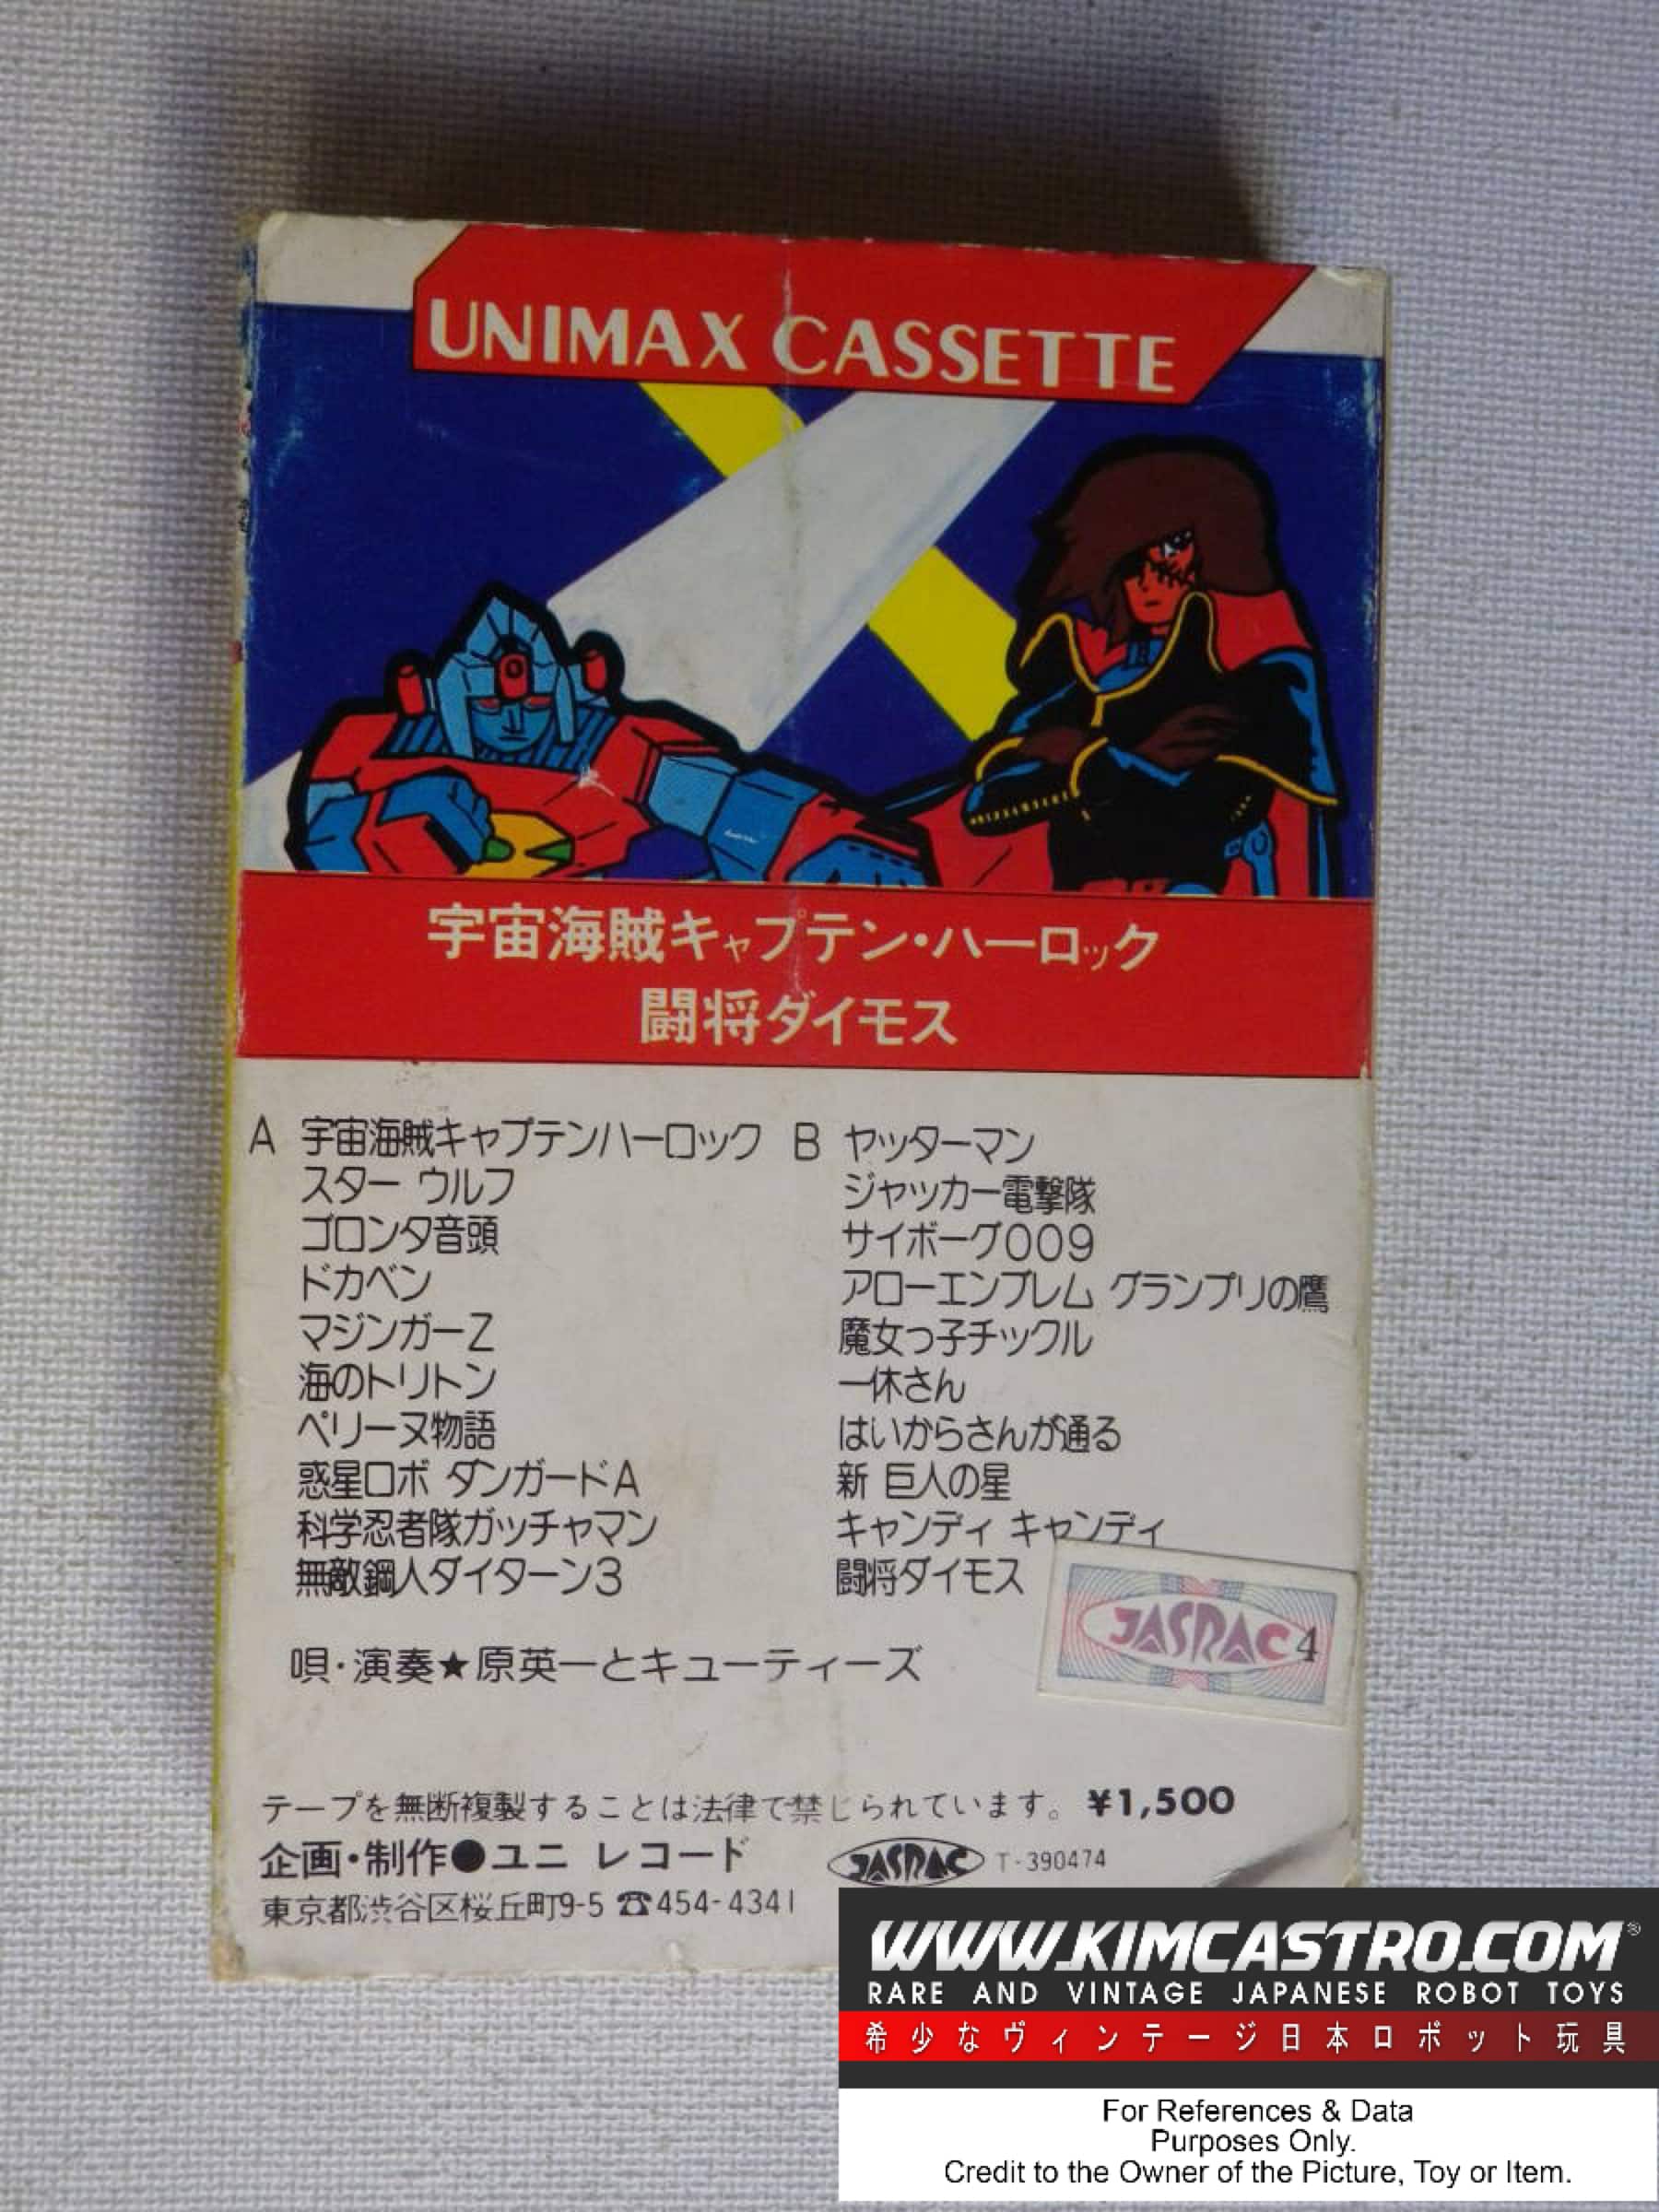 UNIMAX CASSETTE
宇宙海賊キャプテン・ハーロック
闘将ダイモス
A 宇宙海賊キャプテンハーロック
スター ウルフ
ゴロンタ音頭
ドカベン
マジンガーZ
海のトリトン
ペリーヌ物語
惑星ロボ ダンガードA
科学忍者隊ガッチャマン
無敵鋼人ダイターン3
B ヤッターマン
ジャッカー電撃隊
サイボーグ009
アローエンブレム グランプリの鷹
魔女っ子チックル
一休さん
はいからさんが通る
新 巨人の星
キャンディ キャンディ
闘将ダイモス
JASRAC 4
唄・演奏★原英一とキューティーズ
テープを無断複製することは法律で禁じられています。 ¥1,500
企画・制作●ユニ レコード
JASRAC T-390474
東京都渋谷区桜丘町9-5 ☎454-4341
WWW.KIMCASTRO.COM®
RARE AND VINTAGE JAPANESE ROBOT TOYS
希少なヴィンテージ日本ロボット玩具
For References & Data
Purposes Only.
Credit to the Owner of the Picture, Toy or Item.